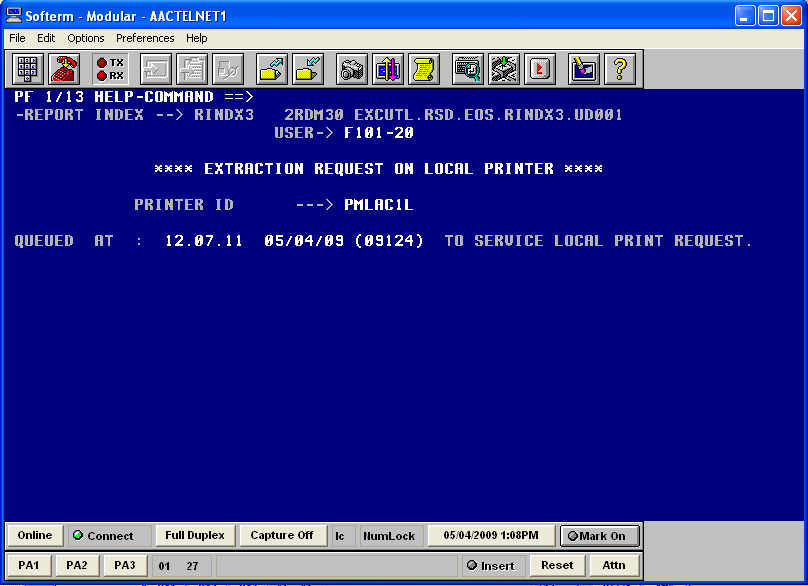 Softerm - Modular - AACTELNET1
File Edit Options Preferences Help
TX
RX
PF 1/13 HELP-COMMAND ==>
-REPORT INDEX --> RINDX3 2RDM30 EXCUTL.RSD.EOS.RINDX3.UD001
USER-> F101-20
**** EXTRACTION REQUEST ON LOCAL PRINTER ****
PRINTER ID ---> PMLAC1L
QUEUED AT : 12.07.11 05/04/09 (09124) TO SERVICE LOCAL PRINT REQUEST.
Online Connect Full Duplex Capture Off lc NumLock 05/04/2009 1:08PM Mark On
PA1 PA2 PA3 01 27 Insert Reset Attn